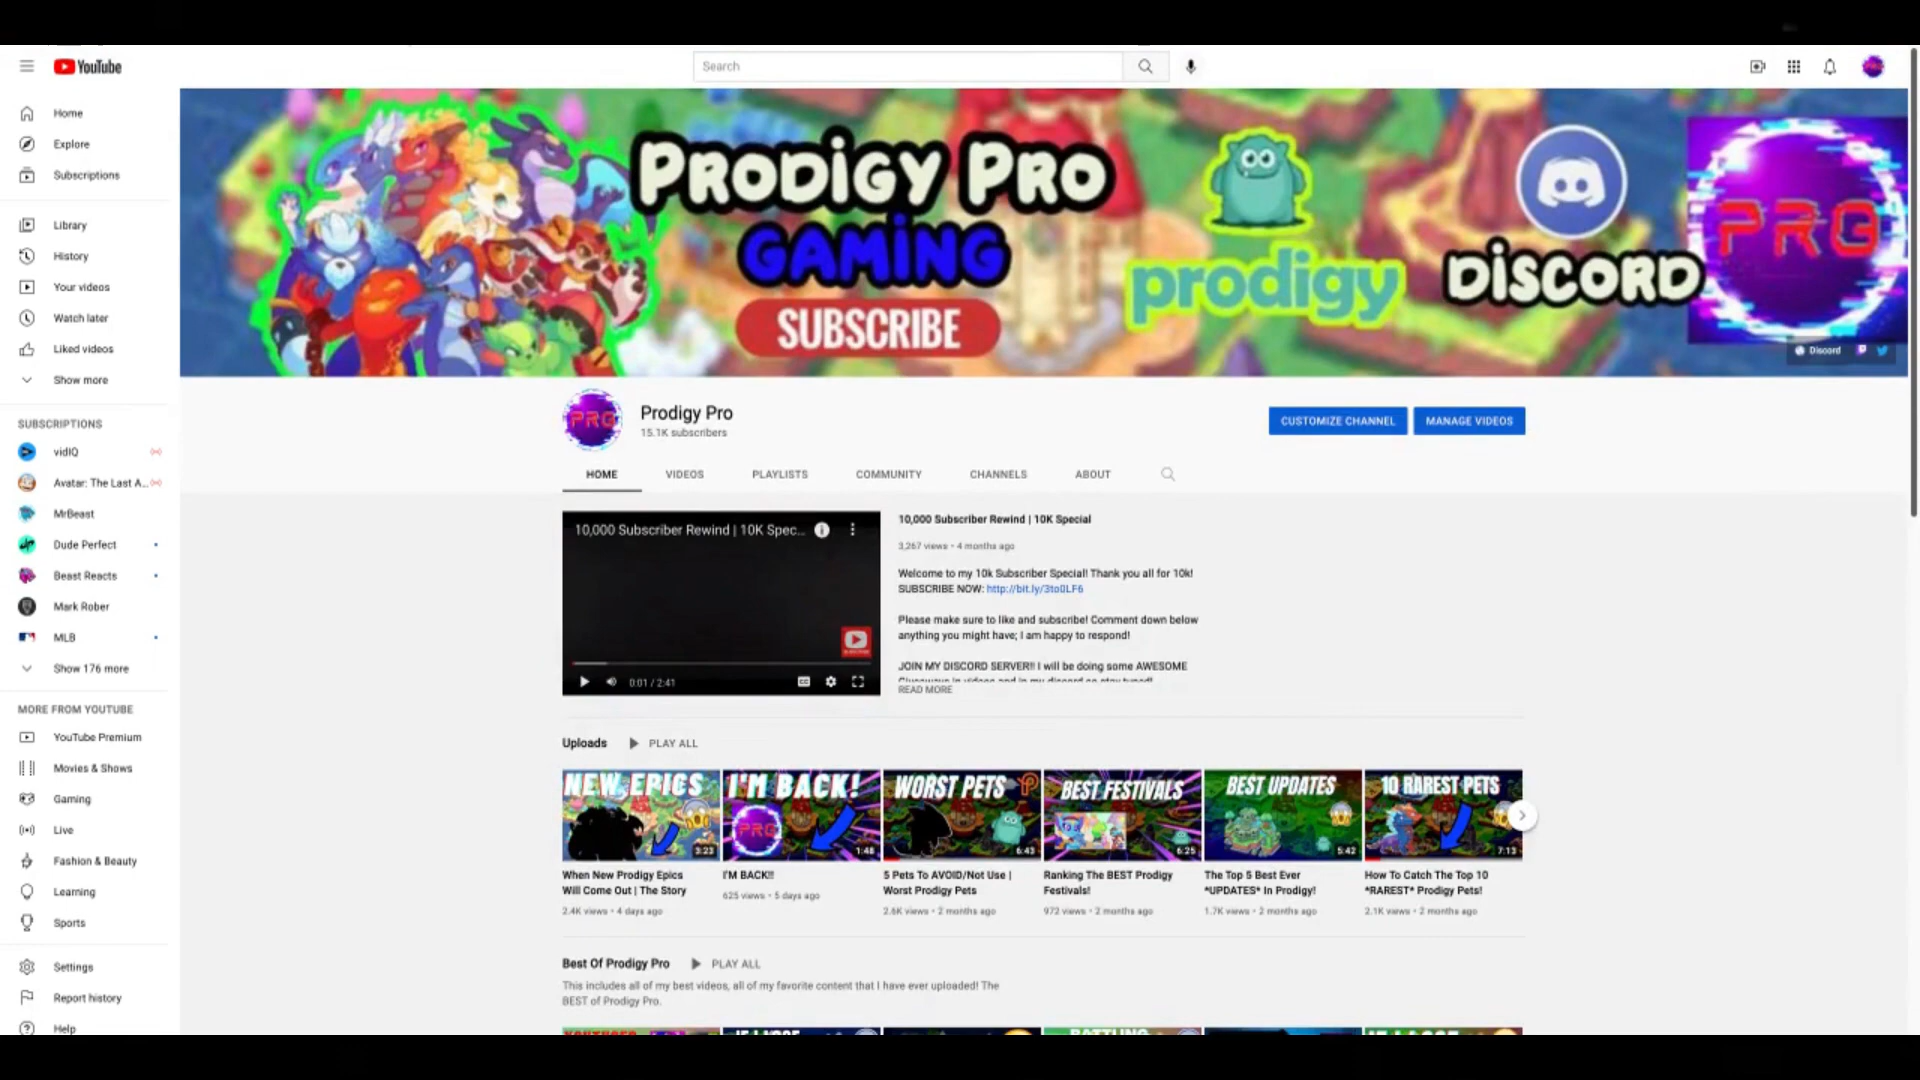 YouTube
Search
Home
Explore
Subscriptions
Library
History
Your videos
Watch later
Liked videos
Show more
SUBSCRIPTIONS
vidIQ
Avatar: The Last A...
MrBeast
Dude Perfect
Beast Reacts
Mark Rober
MLB
Show 176 more
MORE FROM YOUTUBE
YouTube Premium
Movies & Shows
Gaming
Live
Fashion & Beauty
Learning
Sports
Settings
Report history
Help
PRODIGY PRO
GAMING
SUBSCRIBE
prodigy
DISCORD
PRG
Discord
PRG
Prodigy Pro
15.1K subscribers
CUSTOMIZE CHANNEL
MANAGE VIDEOS
HOME
VIDEOS
PLAYLISTS
COMMUNITY
CHANNELS
ABOUT
10,000 Subscriber Rewind | 10K Spec...
0:01 / 2:41
10,000 Subscriber Rewind | 10K Special
3,267 views • 4 months ago
Welcome to my 10k Subscriber Special! Thank you all for 10k!
SUBSCRIBE NOW: http://bit.ly/3to0LF6
Please make sure to like and subscribe! Comment down below
anything you might have; I am happy to respond!
JOIN MY DISCORD SERVER!! I will be doing some AWESOME
READ MORE
Uploads
PLAY ALL
NEW EPICS
3:23
When New Prodigy Epics
Will Come Out | The Story
2.4K views • 4 days ago
I'M BACK!
PRG
1:48
I'M BACK!!
625 views • 5 days ago
WORST PETS
6:43
5 Pets To AVOID/Not Use |
Worst Prodigy Pets
2.6K views • 2 months ago
BEST FESTIVALS
6:25
Ranking The BEST Prodigy
Festivals!
972 views • 2 months ago
BEST UPDATES
5:42
The Top 5 Best Ever
*UPDATES* In Prodigy!
1.7K views • 2 months ago
10 RAREST PETS
7:13
How To Catch The Top 10
*RAREST* Prodigy Pets!
2.1K views • 2 months ago
Best Of Prodigy Pro
PLAY ALL
This includes all of my best videos, all of my favorite content that I have ever uploaded! The
BEST of Prodigy Pro.
BATTLING